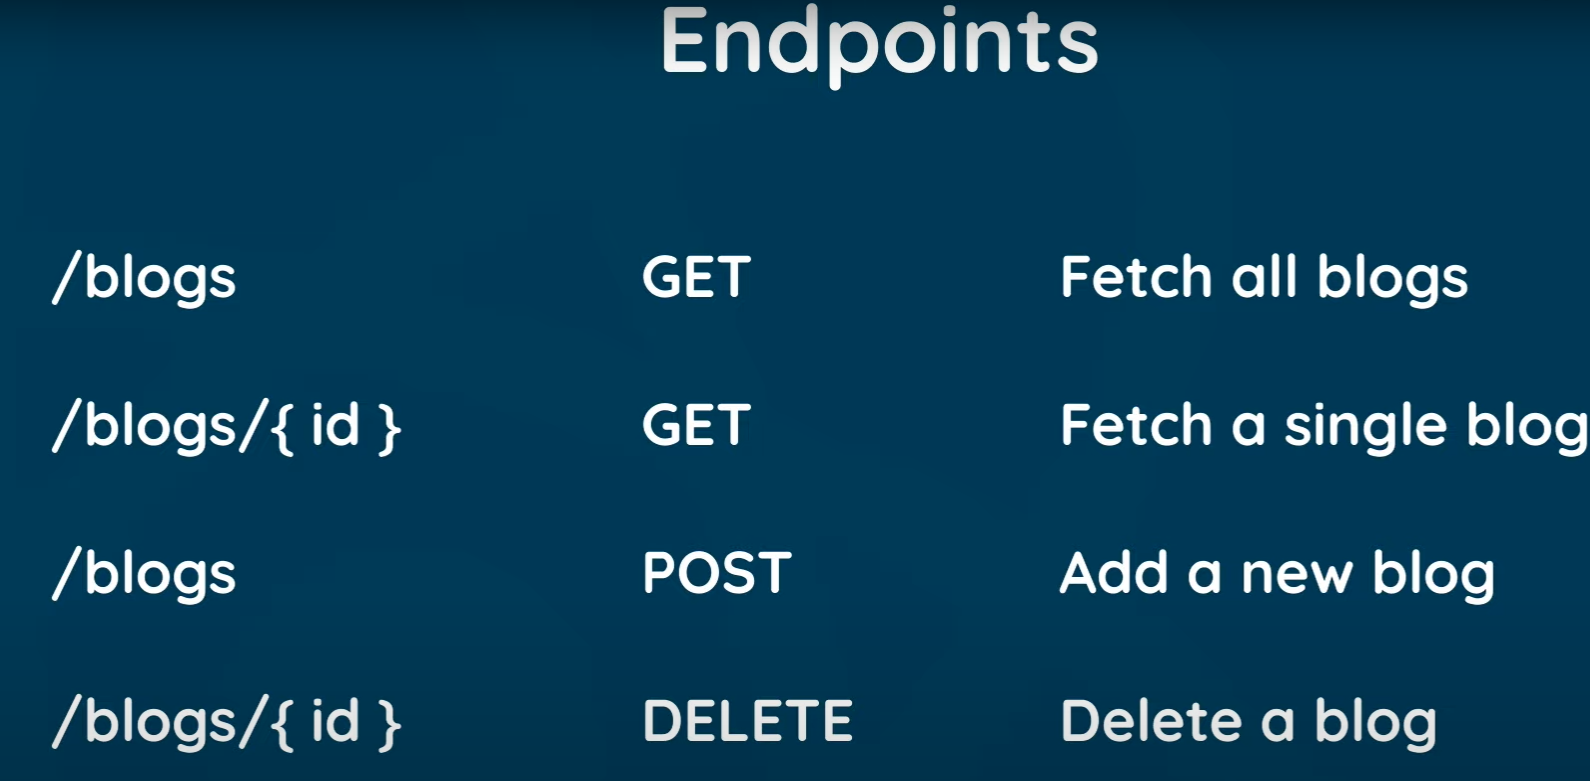 Endpoints
/blogs GET Fetch all blogs
/blogs/{ id } GET Fetch a single blog
/blogs POST Add a new blog
/blogs/{ id } DELETE Delete a blog